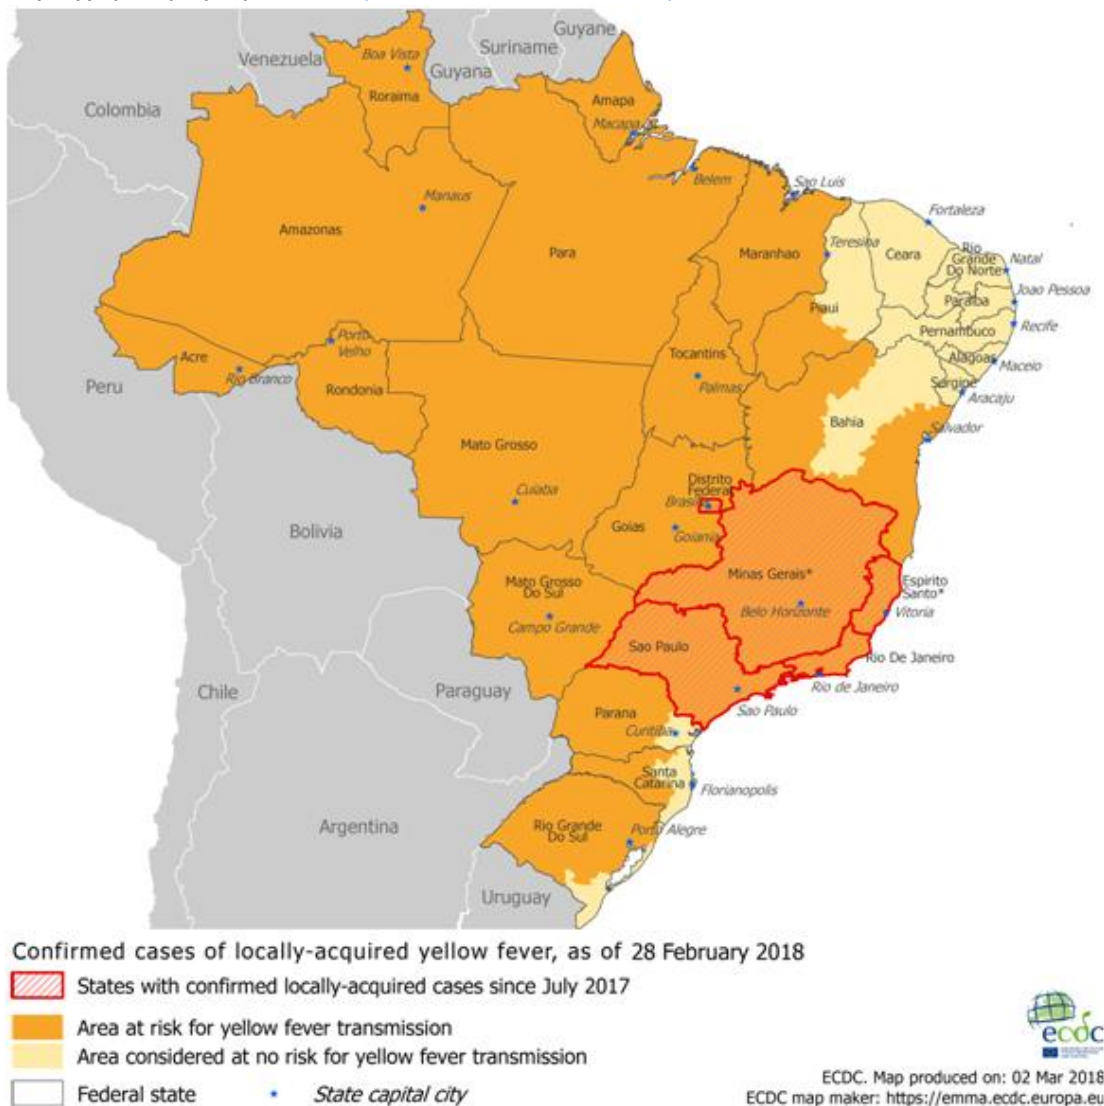 Guyane
Suriname
Venezuela
Boa Vista
Guyana
Roraima
Colombia
Amapa
Macapa
Belem
Sao Luis
Manaus
Fortaleza
Amazonas
Para
Maranhao
Teresina
Ceara
Rio
Grande
Do Norte
Natal
Joao Pessoa
Piaui
Paraiba
Pernambuco
Recife
Porto
Velho
Acre
Rio Branco
Rondonia
Tocantins
Palmas
Alagoas
Maceio
Sergipe
Aracaju
Peru
Bahia
Salvador
Mato Grosso
Cuiaba
Distrito
Federal
Brasilia
Goias
Goiania
Bolivia
Mato Grosso
Do Sul
Campo Grande
Minas Gerais*
Belo Horizonte
Espirito
Santo*
Vitoria
Sao Paulo
Rio De Janeiro
Rio de Janeiro
Sao Paulo
Chile
Paraguay
Parana
Curitiba
Santa
Catarina
Florianopolis
Argentina
Rio Grande
Do Sul
Porto Alegre
Uruguay
Confirmed cases of locally-acquired yellow fever, as of 28 February 2018
States with confirmed locally-acquired cases since July 2017
Area at risk for yellow fever transmission
Area considered at no risk for yellow fever transmission
Federal state
State capital city
ecdc
ECDC. Map produced on: 02 Mar 2018
ECDC map maker: https://emma.ecdc.europa.eu